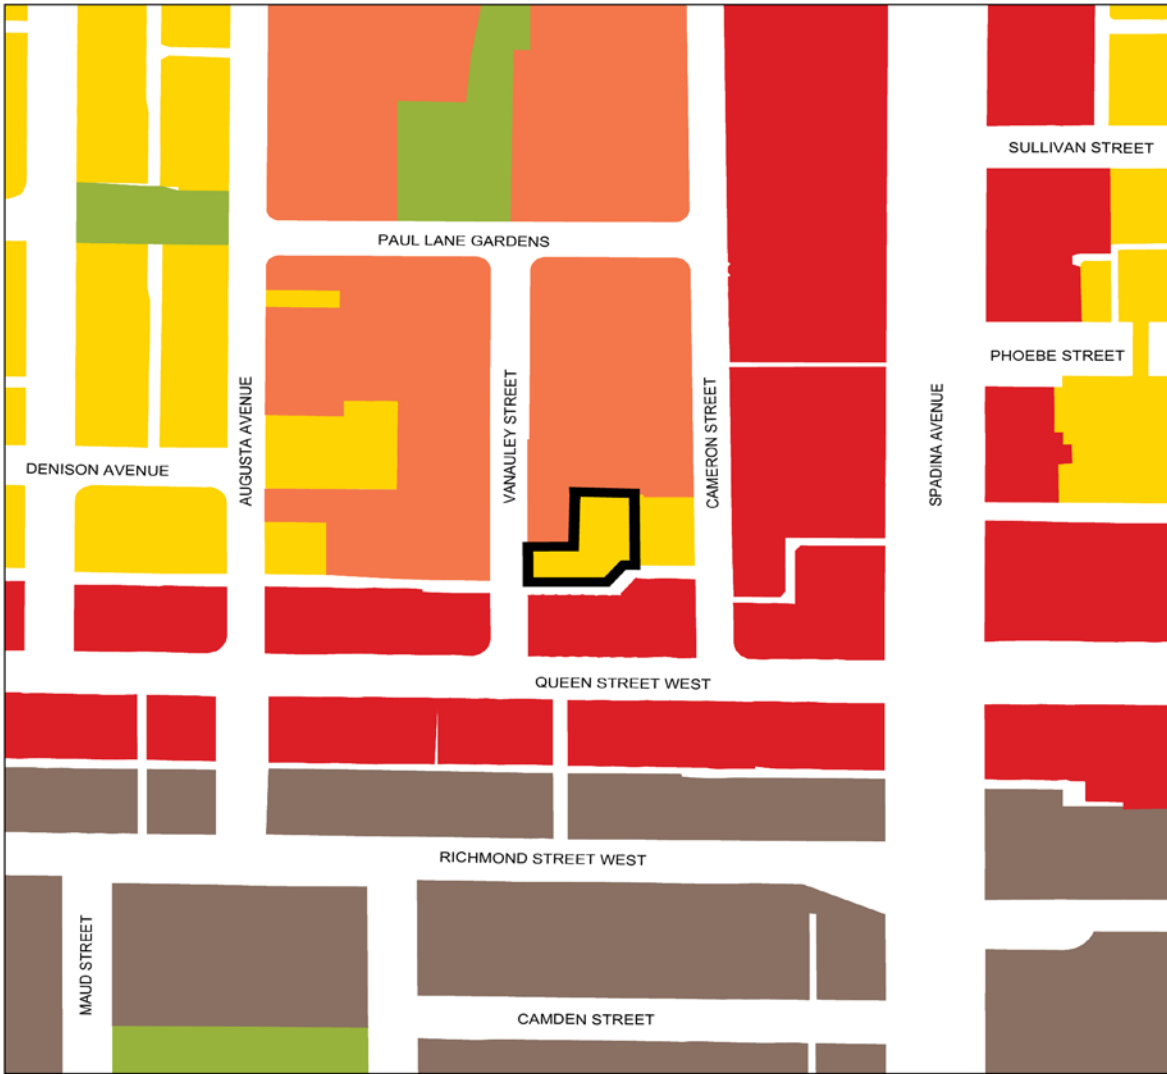 SULLIVAN STREET
PAUL LANE GARDENS
PHOEBE STREET
AUGUSTA AVENUE
VANAULEY STREET
CAMERON STREET
SPADINA AVENUE
DENISON AVENUE
QUEEN STREET WEST
RICHMOND STREET WEST
MAUD STREET
CAMDEN STREET